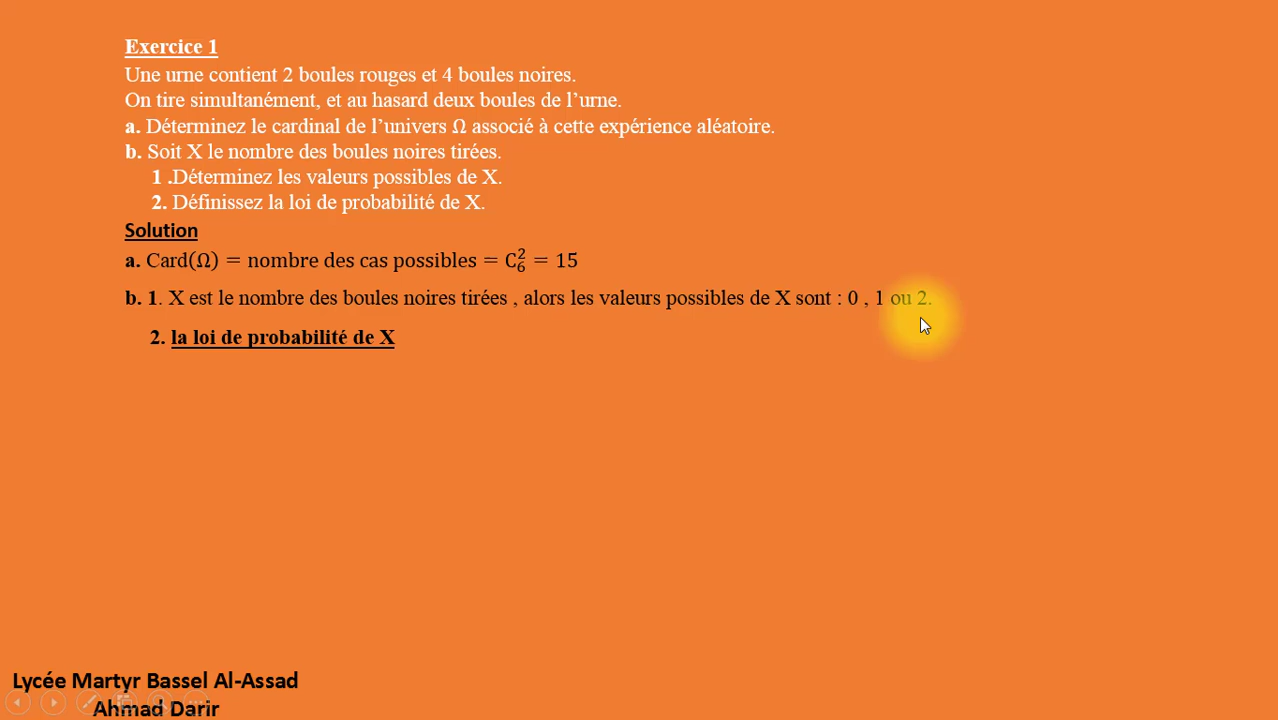 Exercice 1
Une urne contient 2 boules rouges et 4 boules noires.
On tire simultanément, et au hasard deux boules de l’urne.
a. Déterminez le cardinal de l’univers Ω associé à cette expérience aléatoire.
b. Soit X le nombre des boules noires tirées.
1 .Déterminez les valeurs possibles de X.
2. Définissez la loi de probabilité de X.
Solution
a. Card(Ω) = nombre des cas possibles = C₆² = 15
b. 1. X est le nombre des boules noires tirées , alors les valeurs possibles de X sont : 0 , 1 ou 2.
2. la loi de probabilité de X
Lycée Martyr Bassel Al-Assad
Ahmad Darir